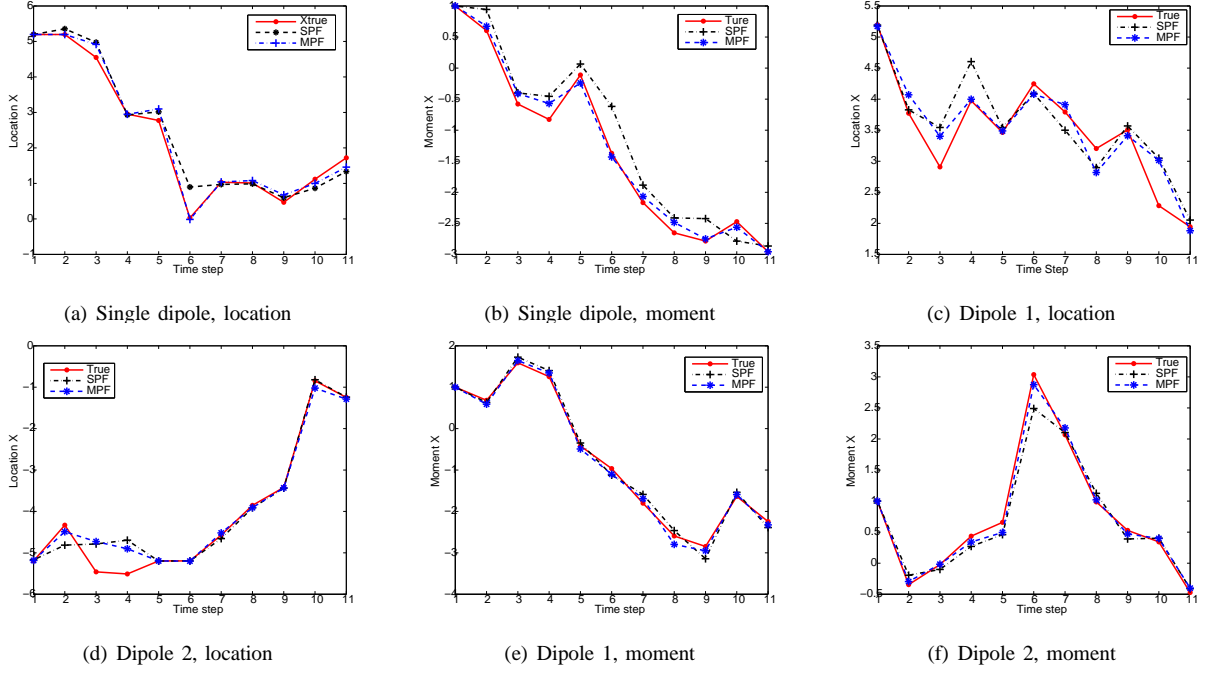 6
5
4
3
2
1
0
−1
Location X
1 2 3 4 5 6 7 8 9 10 11
Time step
Xtrue
SPF
MPF
(a) Single dipole, location
1
0.5
0
−0.5
−1
−1.5
−2
−2.5
−3
Moment X
1 2 3 4 5 6 7 8 9 10 11
Time step
Ture
SPF
MPF
(b) Single dipole, moment
5.5
5
4.5
4
3.5
3
2.5
2
1.5
Location X
1 2 3 4 5 6 7 8 9 10 11
Time Step
True
SPF
MPF
(c) Dipole 1, location
0
−1
−2
−3
−4
−5
−6
Location X
1 2 3 4 5 6 7 8 9 10 11
Time step
True
SPF
MPF
(d) Dipole 2, location
2
1
0
−1
−2
−3
4
Moment X
1 2 3 4 5 6 7 8 9 10 11
Time step
True
SPF
MPF
(e) Dipole 1, moment
3.5
3
2.5
2
1.5
1
0.5
0
−0.5
Moment X
1 2 3 4 5 6 7 8 9 10 11
Time step
True
SPF
MPF
(f) Dipole 2, moment